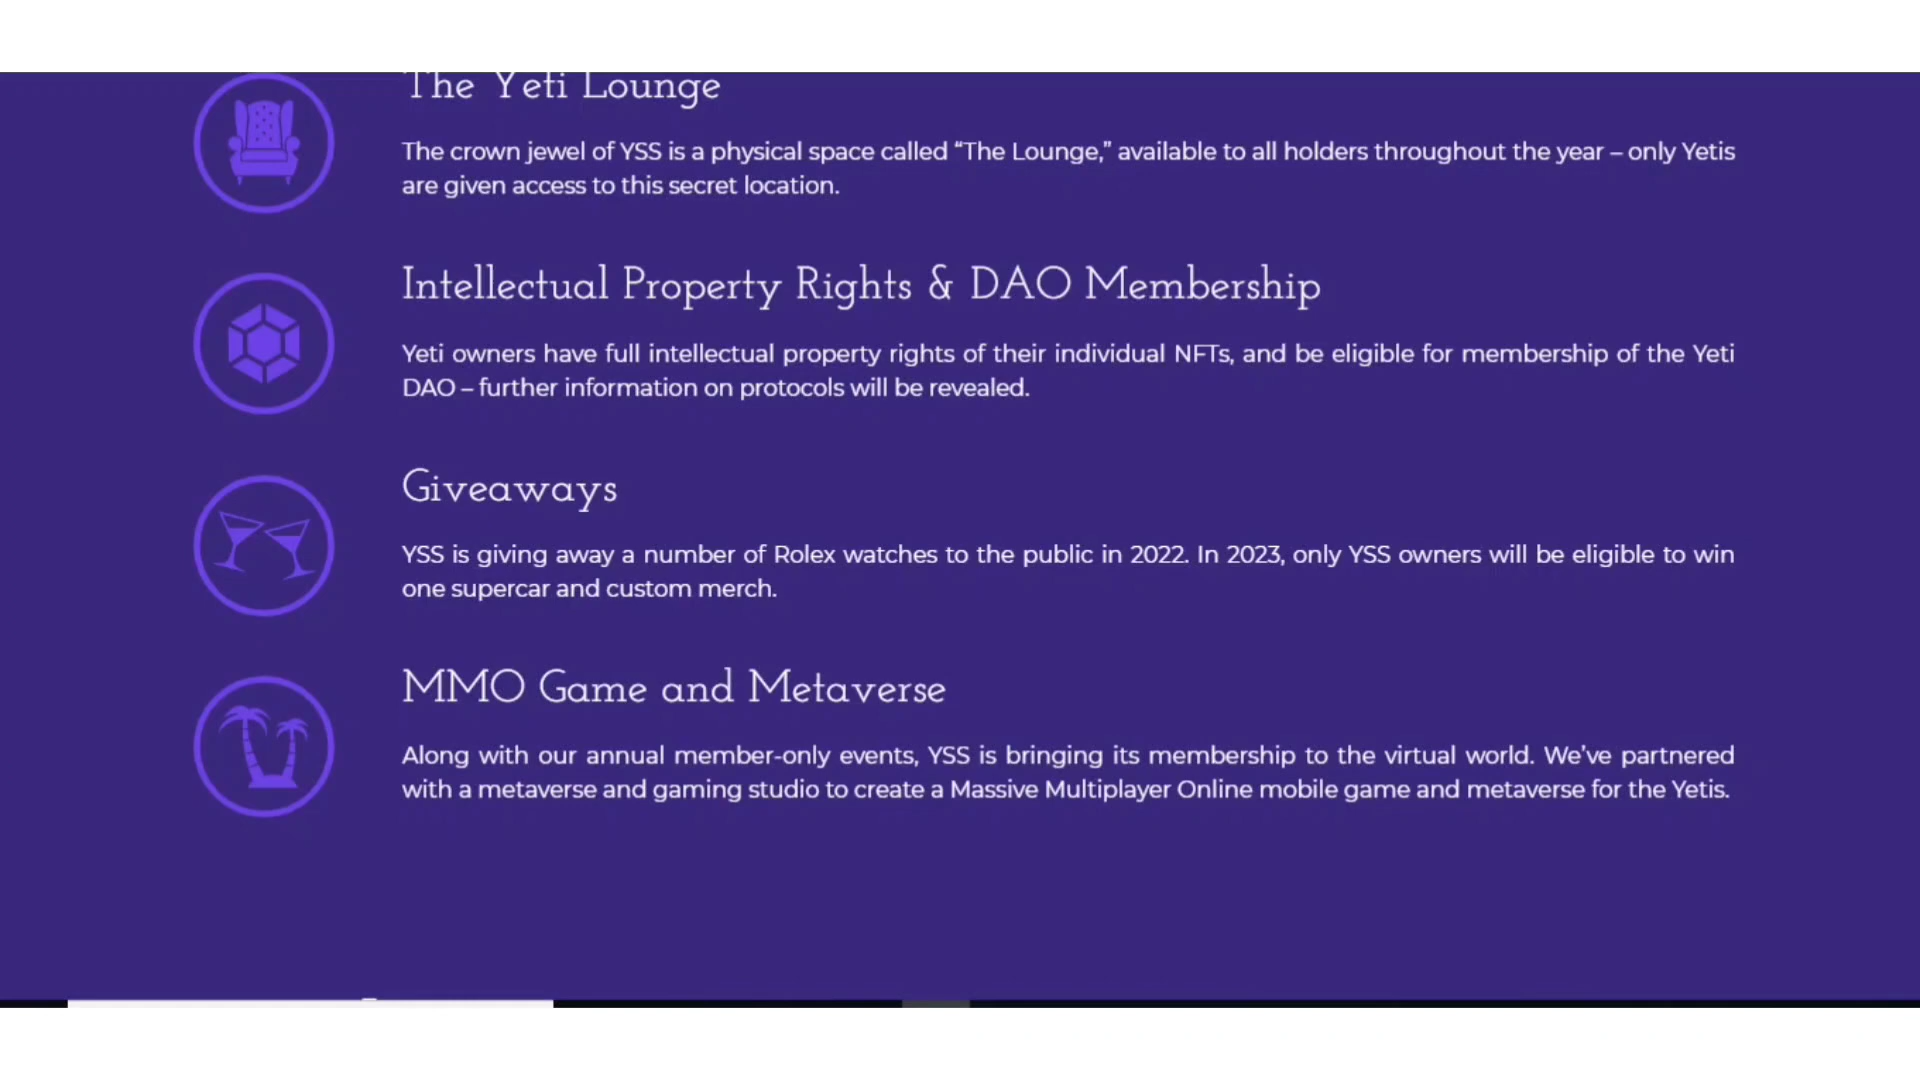 The Yeti Lounge
The crown jewel of YSS is a physical space called “The Lounge,” available to all holders throughout the year – only Yetis
are given access to this secret location.
Intellectual Property Rights & DAO Membership
Yeti owners have full intellectual property rights of their individual NFTs, and be eligible for membership of the Yeti
DAO – further information on protocols will be revealed.
Giveaways
YSS is giving away a number of Rolex watches to the public in 2022. In 2023, only YSS owners will be eligible to win
one supercar and custom merch.
MMO Game and Metaverse
Along with our annual member-only events, YSS is bringing its membership to the virtual world. We’ve partnered
with a metaverse and gaming studio to create a Massive Multiplayer Online mobile game and metaverse for the Yetis.